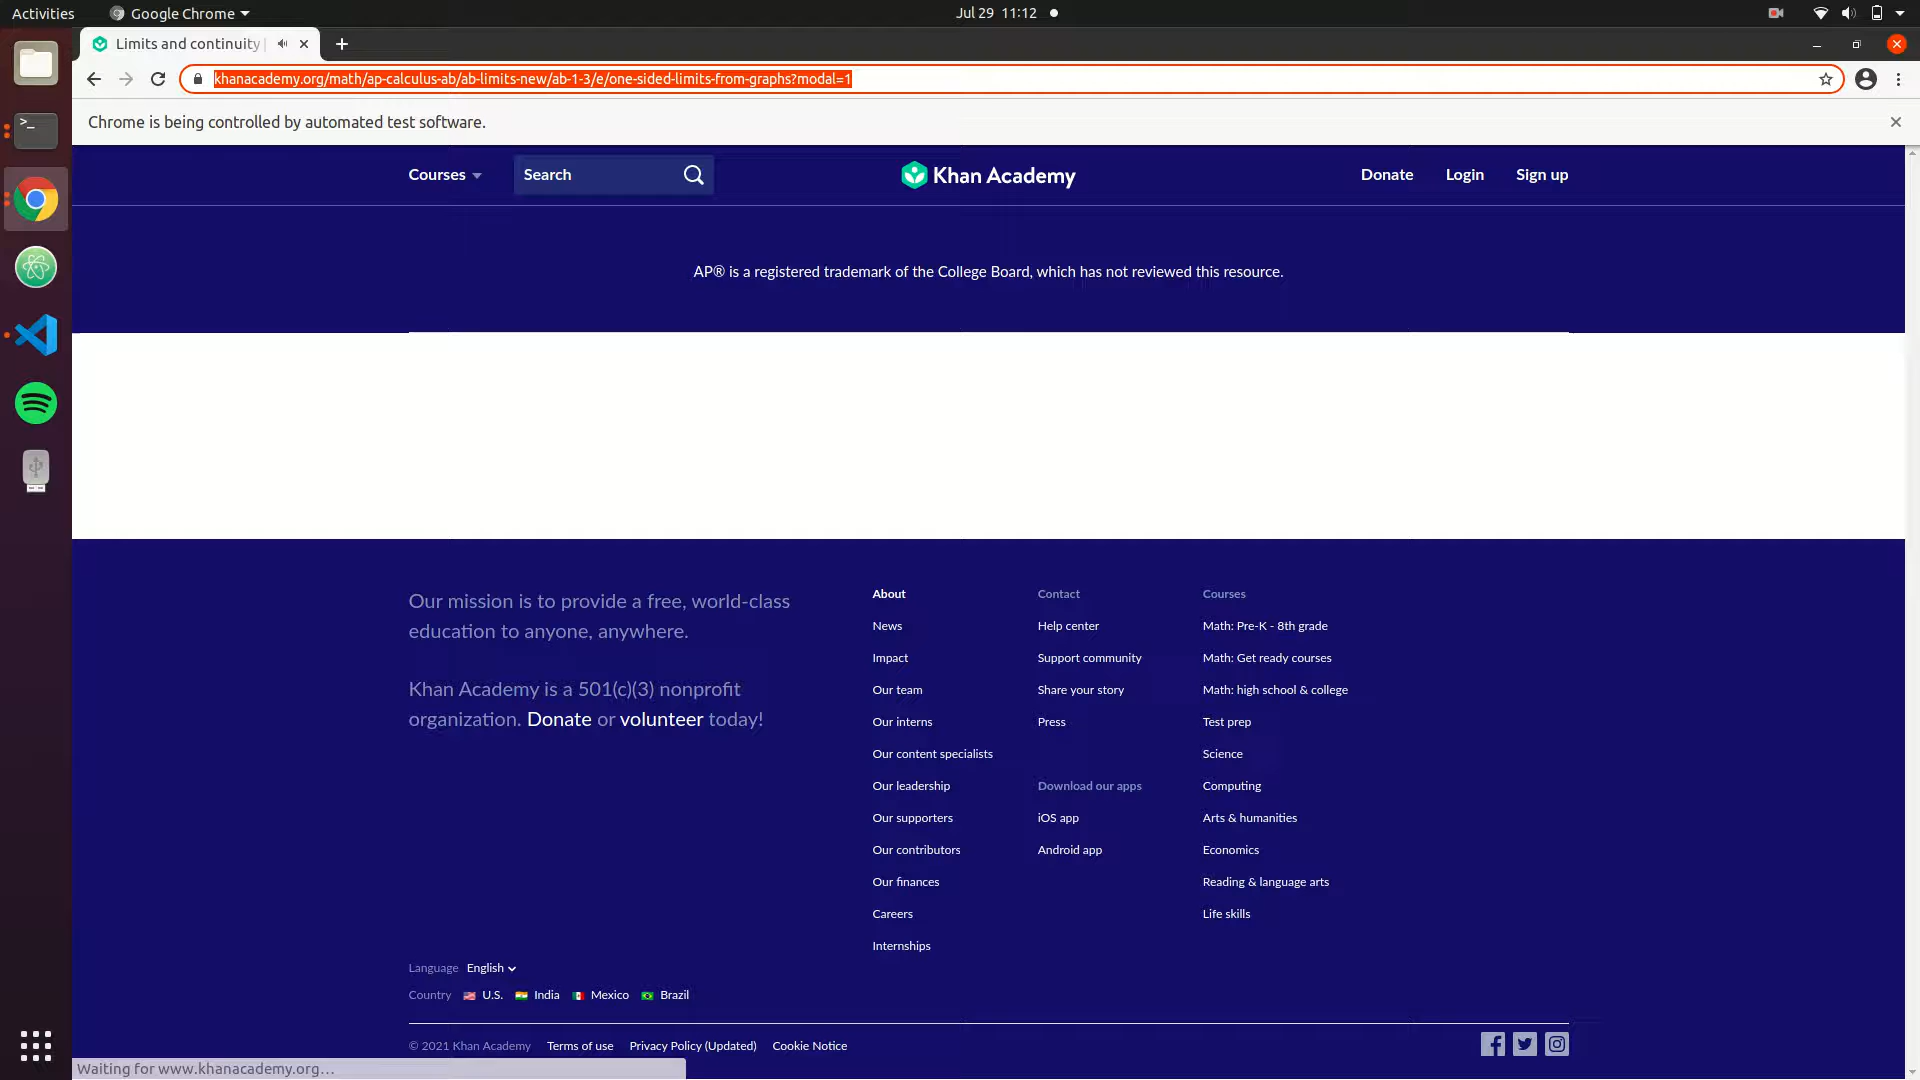 Activities
Google Chrome
Jul 29 11:12
Limits and continuity |
khanacademy.org/math/ap-calculus-ab/ab-limits-new/ab-1-3/e/one-sided-limits-from-graphs?modal=1
Chrome is being controlled by automated test software.
Courses
Search
Khan Academy
Donate
Login
Sign up
AP® is a registered trademark of the College Board, which has not reviewed this resource.
Our mission is to provide a free, world-class
education to anyone, anywhere.
Khan Academy is a 501(c)(3) nonprofit
organization. Donate or volunteer today!
About
News
Impact
Our team
Our interns
Our content specialists
Our leadership
Our supporters
Our contributors
Our finances
Careers
Internships
Contact
Help center
Support community
Share your story
Press
Download our apps
iOS app
Android app
Courses
Math: Pre-K - 8th grade
Math: Get ready courses
Math: high school & college
Test prep
Science
Computing
Arts & humanities
Economics
Reading & language arts
Life skills
Language English
Country U.S. India Mexico Brazil
© 2021 Khan Academy Terms of use Privacy Policy (Updated) Cookie Notice
Waiting for www.khanacademy.org…